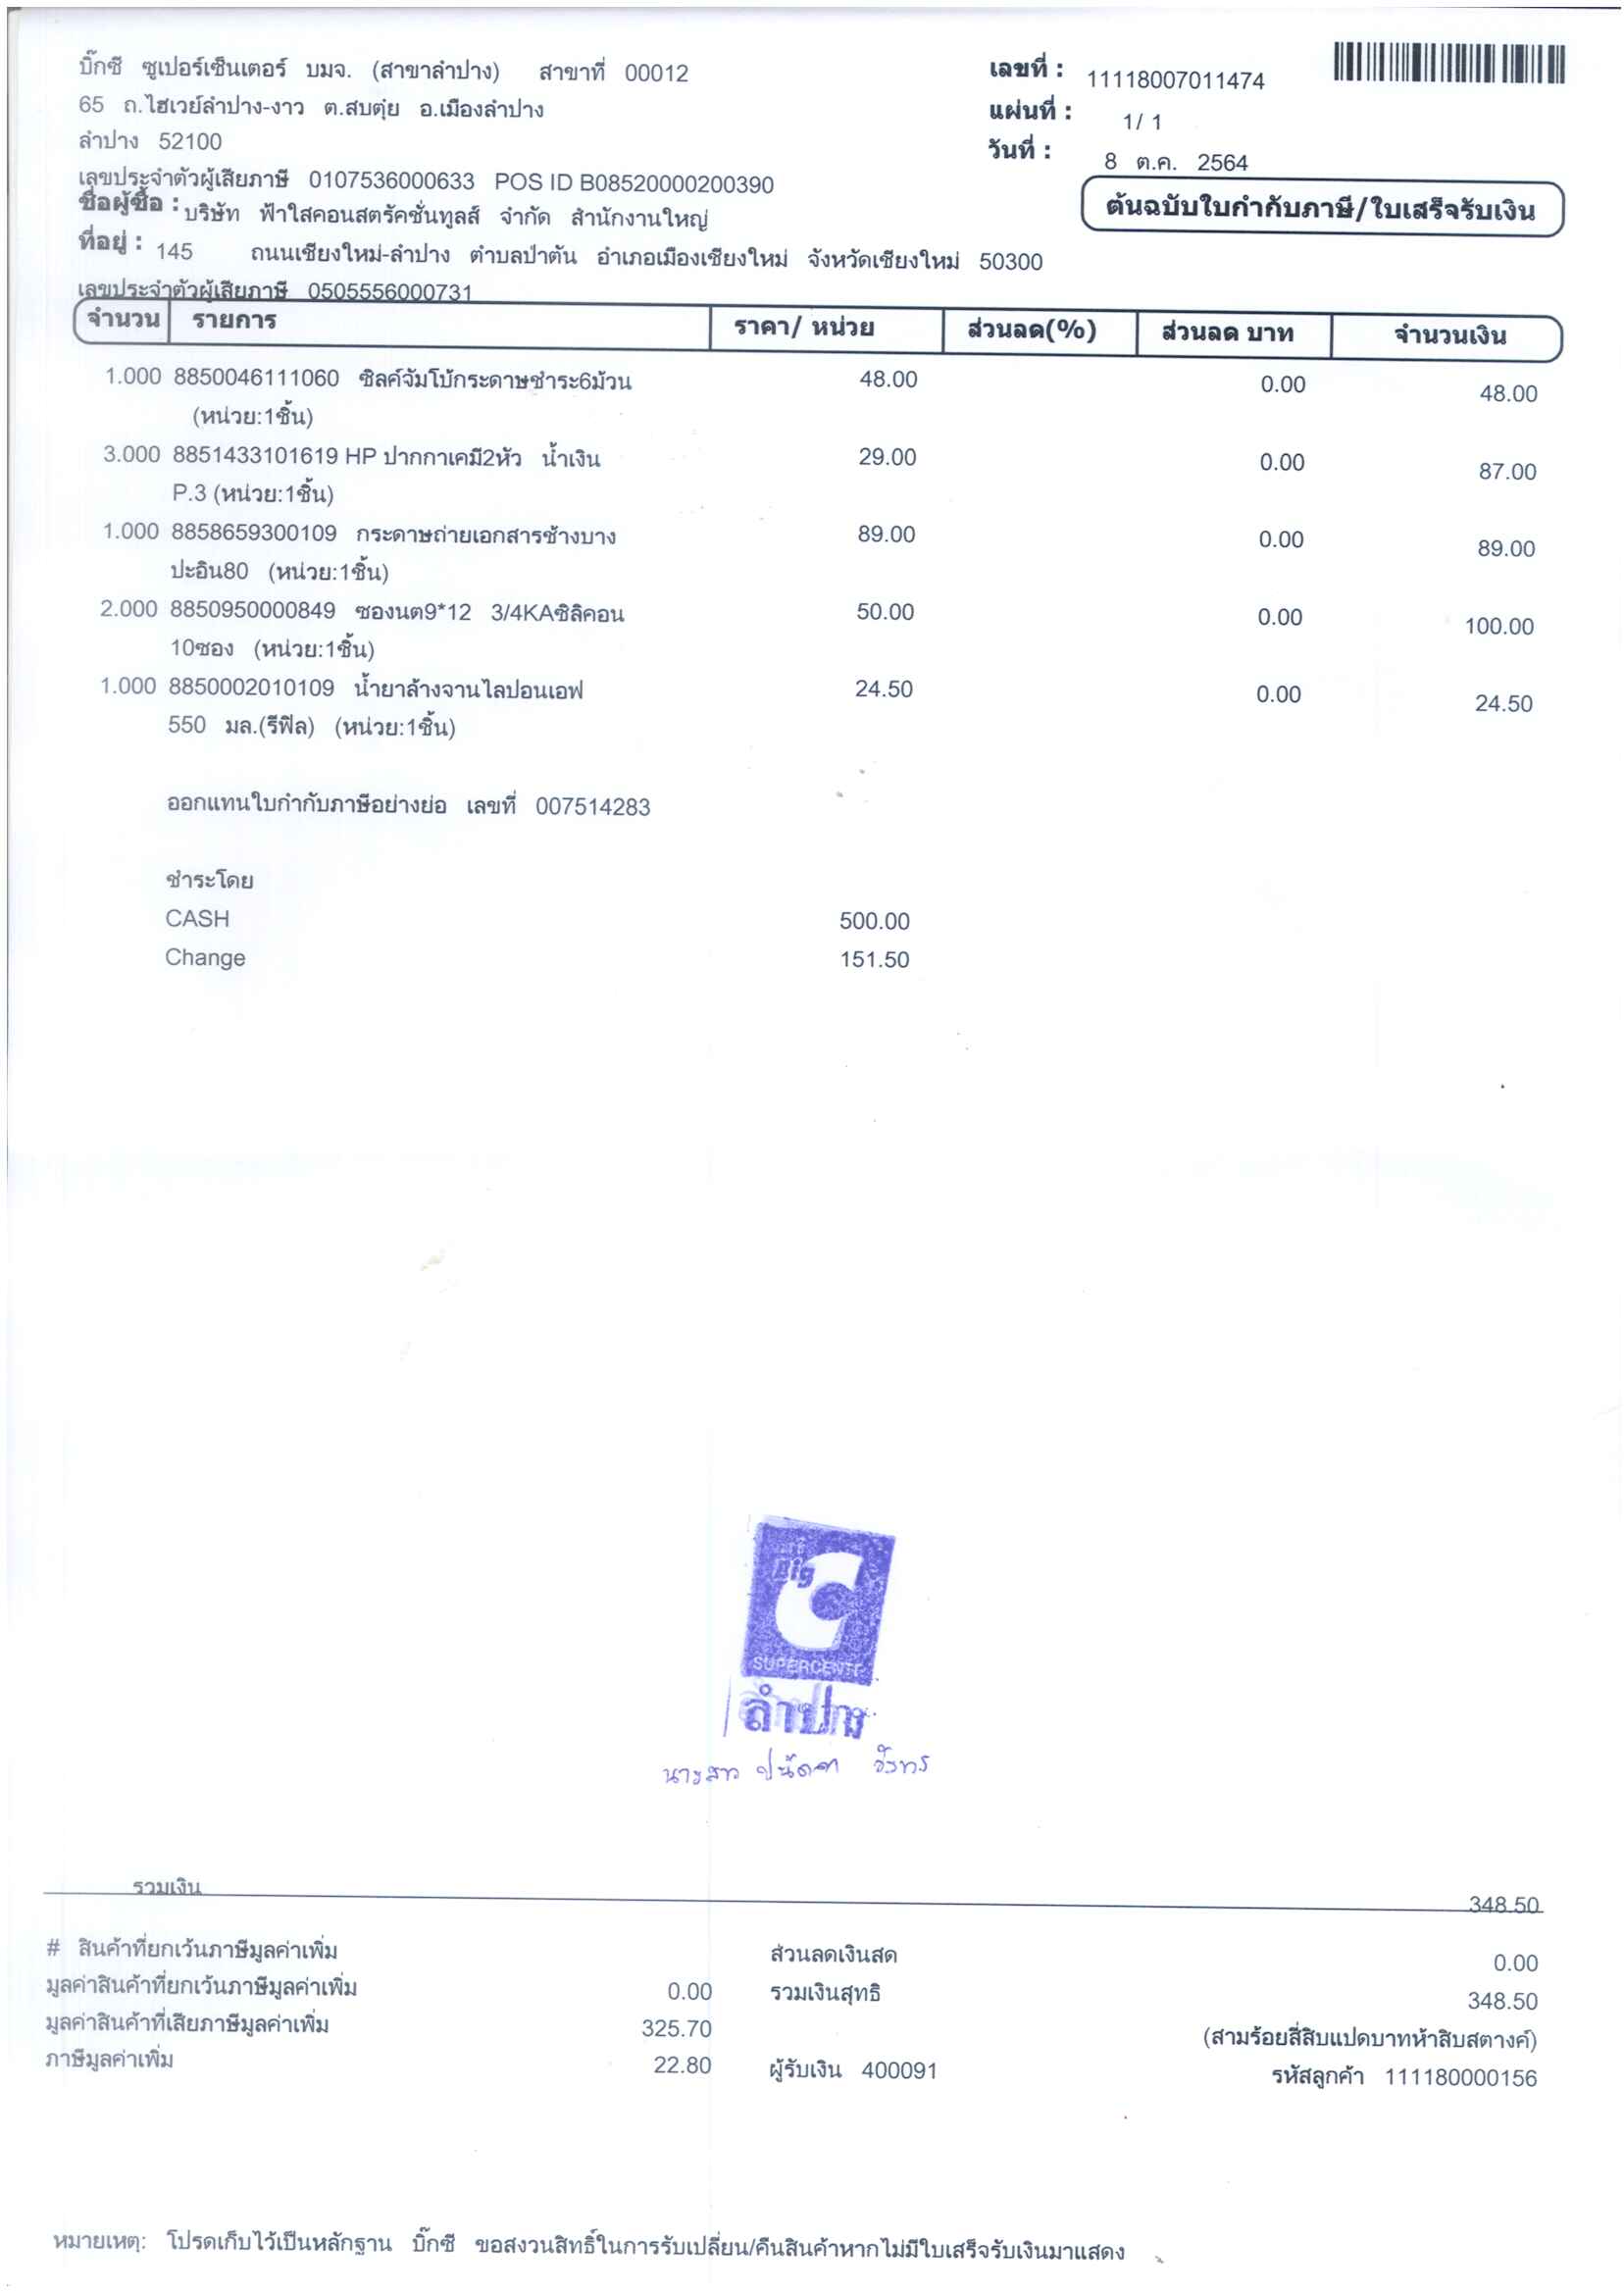 บิ๊กซี ซูเปอร์เซ็นเตอร์ บมจ. (สาขาลำปาง) สาขาที่ 00012
65 ถ.ไฮเวย์ลำปาง-งาว ต.สบตุ๋ย อ.เมืองลำปาง
ลำปาง 52100
เลขประจำตัวผู้เสียภาษี 0107536000633 POS ID B08520000200390
เลขที่ : 11118007011474
แผ่นที่ : 1/ 1
วันที่ : 8 ต.ค. 2564
ต้นฉบับใบกำกับภาษี/ใบเสร็จรับเงิน
ชื่อผู้ซื้อ : บริษัท ฟ้าใสคอนสตรัคชั่นทูลส์ จำกัด สำนักงานใหญ่
ที่อยู่ : 145 ถนนเชียงใหม่-ลำปาง ตำบลป่าตัน อำเภอเมืองเชียงใหม่ จังหวัดเชียงใหม่ 50300
เลขประจำตัวผู้เสียภาษี 0505556000731
จำนวน รายการ ราคา/ หน่วย ส่วนลด(%) ส่วนลด บาท จำนวนเงิน
1.000 8850046111060 ซิลค์จัมโบ้กระดาษชำระ6ม้วน 48.00 0.00 48.00
(หน่วย:1ชิ้น)
3.000 8851433101619 HP ปากกาเคมี2หัว น้ำเงิน 29.00 0.00 87.00
P.3 (หน่วย:1ชิ้น)
1.000 8858659300109 กระดาษถ่ายเอกสารช้างบาง 89.00 0.00 89.00
ปะอิน80 (หน่วย:1ชิ้น)
2.000 8850950000849 ซองนต9*12 3/4KAซิลิคอน 50.00 0.00 100.00
10ซอง (หน่วย:1ชิ้น)
1.000 8850002010109 น้ำยาล้างจานไลปอนเอฟ 24.50 0.00 24.50
550 มล.(รีฟิล) (หน่วย:1ชิ้น)
ออกแทนใบกำกับภาษีอย่างย่อ เลขที่ 007514283
ชำระโดย
CASH 500.00
Change 151.50
Big C
SUPERCENTE
ลำปาง
นางสาว ปนัดดา
รวมเงิน 348.50
# สินค้าที่ยกเว้นภาษีมูลค่าเพิ่ม ส่วนลดเงินสด 0.00
มูลค่าสินค้าที่ยกเว้นภาษีมูลค่าเพิ่ม 0.00 รวมเงินสุทธิ 348.50
มูลค่าสินค้าที่เสียภาษีมูลค่าเพิ่ม 325.70 (สามร้อยสี่สิบแปดบาทห้าสิบสตางค์)
ภาษีมูลค่าเพิ่ม 22.80 ผู้รับเงิน 400091 รหัสลูกค้า 111180000156
หมายเหตุ: โปรดเก็บไว้เป็นหลักฐาน บิ๊กซี ขอสงวนสิทธิ์ในการรับเปลี่ยน/คืนสินค้าหากไม่มีใบเสร็จรับเงินมาแสดง